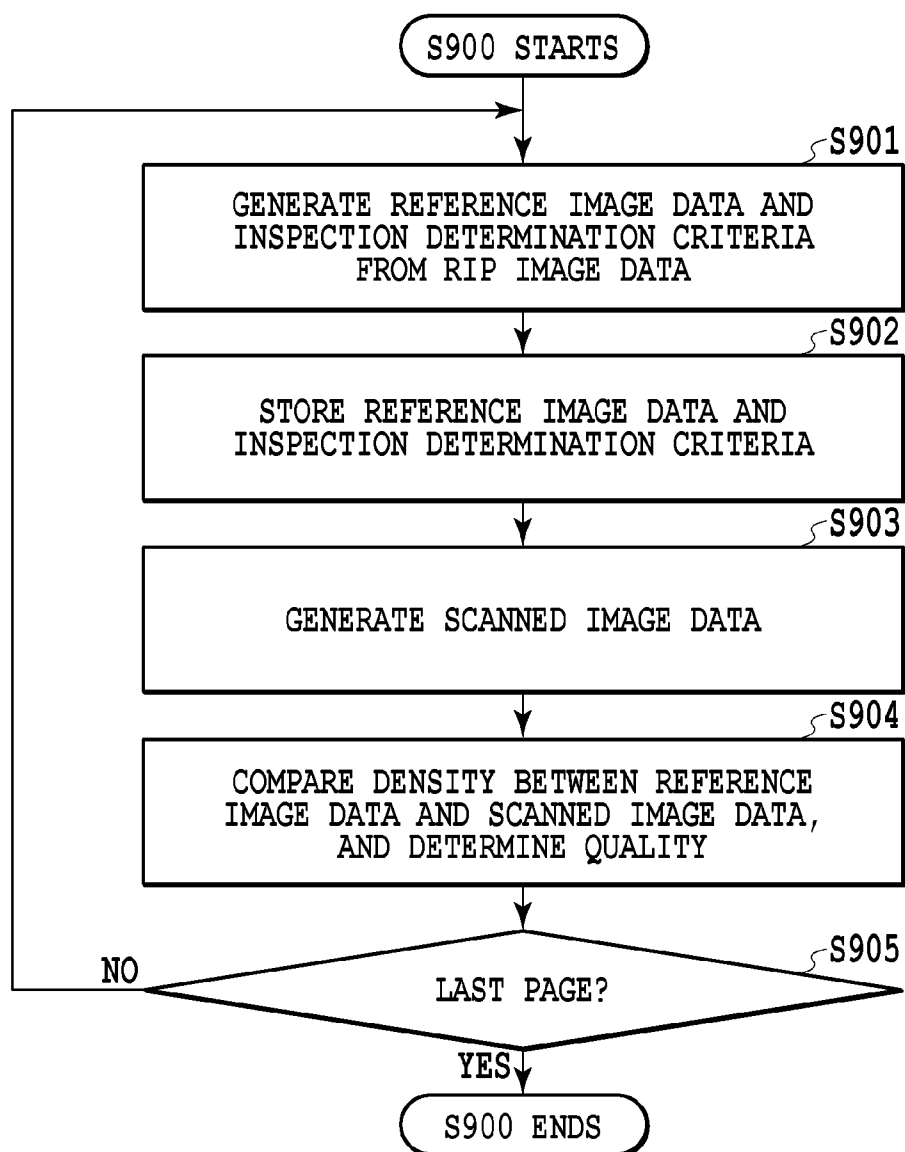 S900 STARTS
S901
GENERATE REFERENCE IMAGE DATA AND
INSPECTION DETERMINATION CRITERIA
FROM RIP IMAGE DATA
S902
STORE REFERENCE IMAGE DATA AND
INSPECTION DETERMINATION CRITERIA
S903
GENERATE SCANNED IMAGE DATA
S904
COMPARE DENSITY BETWEEN REFERENCE
IMAGE DATA AND SCANNED IMAGE DATA,
AND DETERMINE QUALITY
S905
NO
LAST PAGE?
YES
S900 ENDS